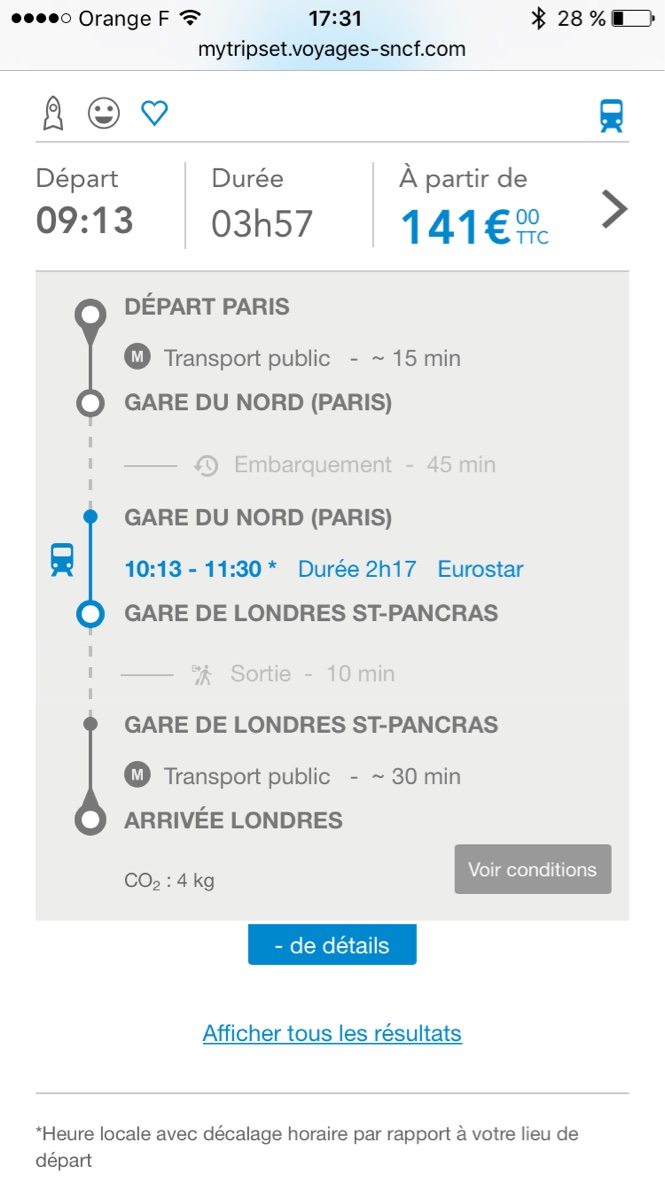 Orange F 17:31 28 %
mytripset.voyages-sncf.com
Départ Durée À partir de
09:13 03h57 141€00 TTC
DÉPART PARIS
M Transport public - ~ 15 min
GARE DU NORD (PARIS)
Embarquement - 45 min
GARE DU NORD (PARIS)
10:13 - 11:30 * Durée 2h17 Eurostar
GARE DE LONDRES ST-PANCRAS
Sortie - 10 min
GARE DE LONDRES ST-PANCRAS
M Transport public - ~ 30 min
ARRIVÉE LONDRES
CO₂ : 4 kg
Voir conditions
- de détails
Afficher tous les résultats
*Heure locale avec décalage horaire par rapport à votre lieu de
départ